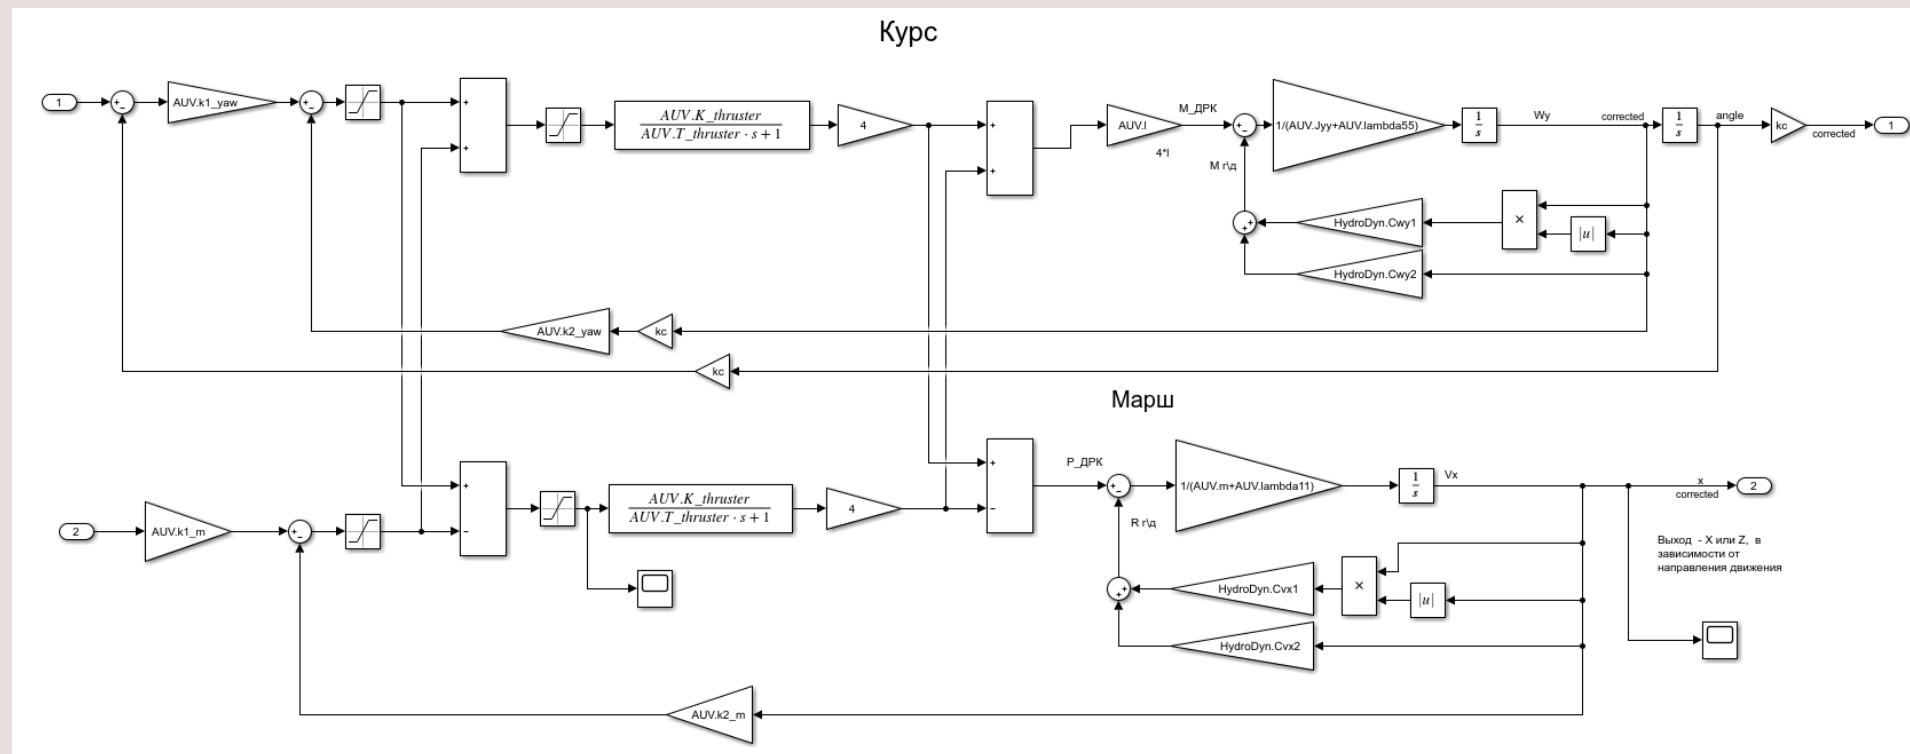 Курс
1
AUV.k1_yaw
AUV.K_thruster
AUV.T_thruster · s + 1
4
AUV.l
М_ДРК
4*l
М г\д
1/(AUV.Jyy+AUV.lambda55)
1
s
Wy
corrected
1
s
angle
kc
corrected
1
HydroDyn.Cwy1
×
|u|
HydroDyn.Cwy2
AUV.k2_yaw
kc
kc
Марш
2
AUV.k1_m
AUV.K_thruster
AUV.T_thruster · s + 1
4
Р_ДРК
R г\д
1/(AUV.m+AUV.lambda11)
1
s
Vx
x
corrected
2
Выход - X или Z, в
зависимости от
направления движения
HydroDyn.Cvx1
×
|u|
HydroDyn.Cvx2
AUV.k2_m